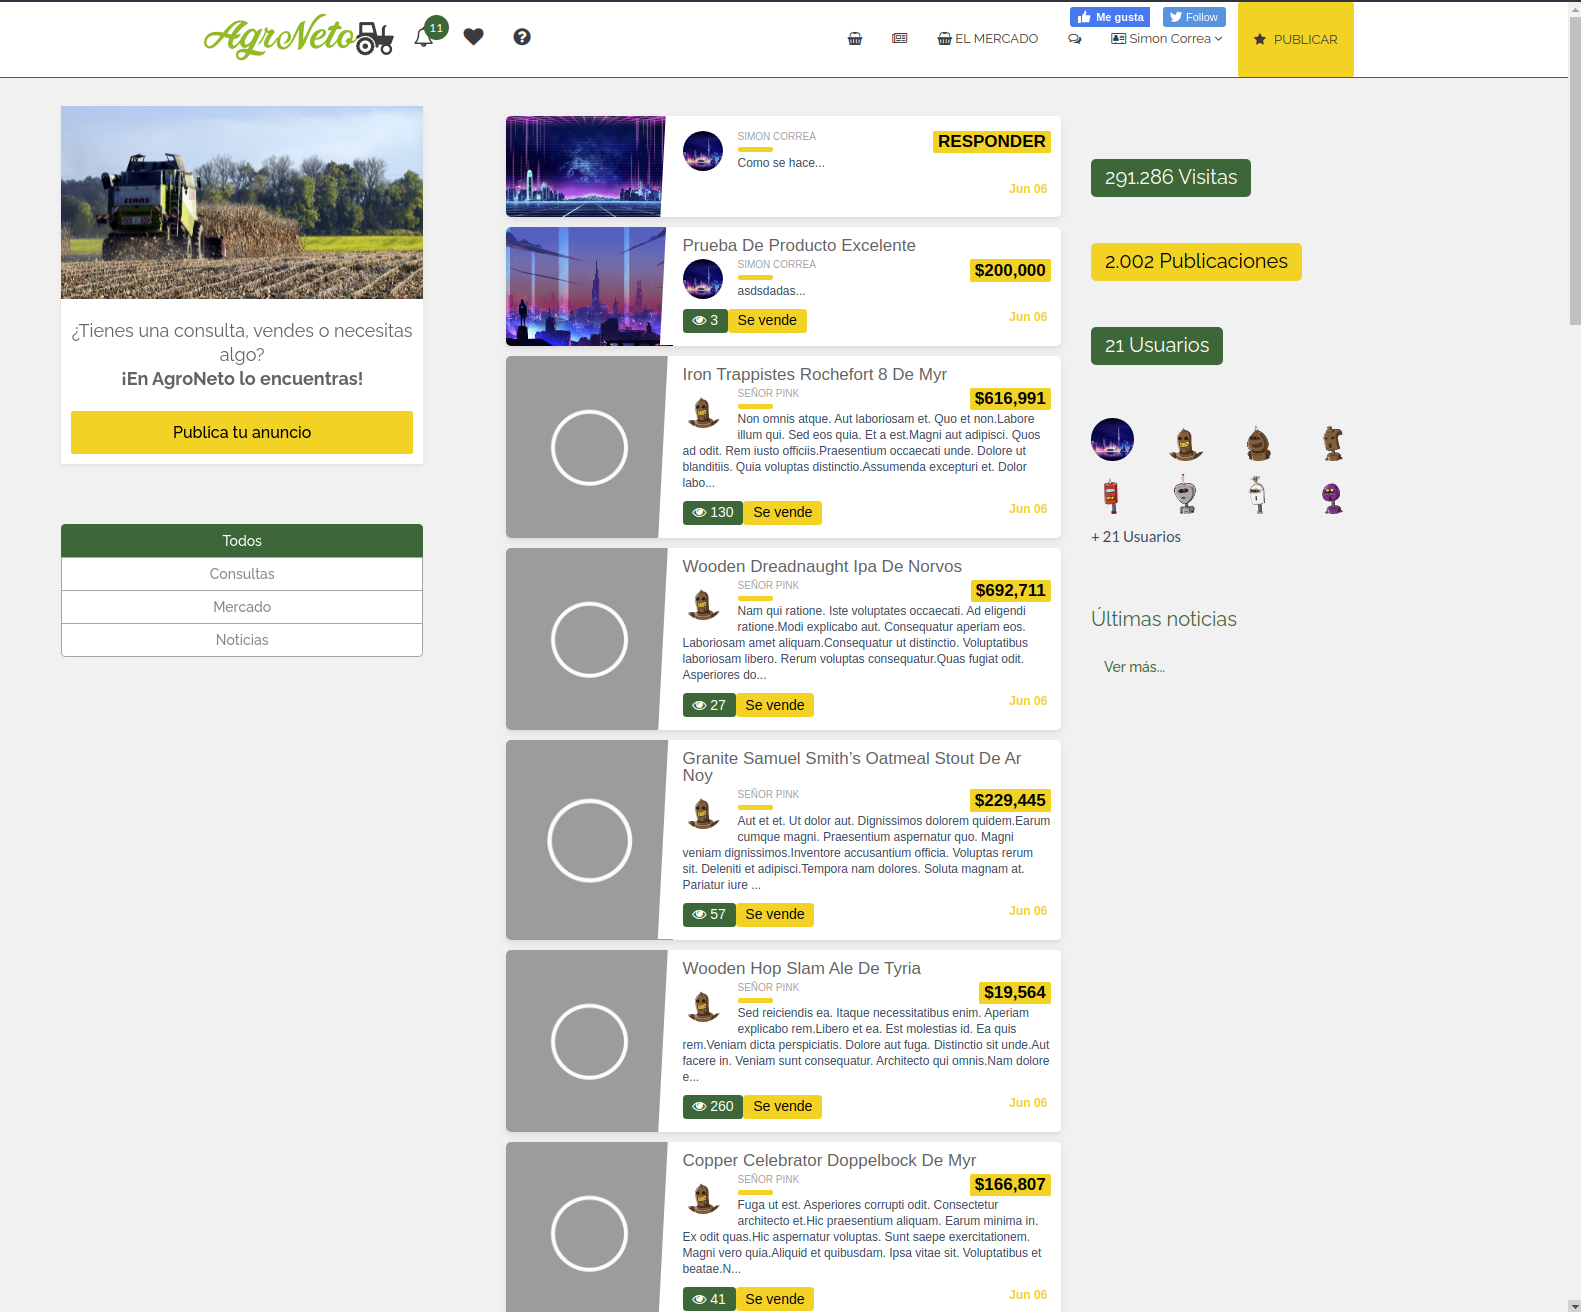 AgroNeto
11
Me gusta
Follow
EL MERCADO
Simon Correa
PUBLICAR
CLAAS
¿Tienes una consulta, vendes o necesitas
algo?
¡En AgroNeto lo encuentras!
Publica tu anuncio
Todos
Consultas
Mercado
Noticias
SIMON CORREA
RESPONDER
Como se hace...
Jun 06
Prueba De Producto Excelente
SIMON CORREA
$200,000
asdsdadas...
3
Se vende
Jun 06
Iron Trappistes Rochefort 8 De Myr
SEÑOR PINK
$616,991
Non omnis atque. Aut laboriosam et. Quo et non.Labore
illum qui. Sed eos quia. Et a est.Magni aut adipisci. Quos
ad odit. Rem iusto officiis.Praesentium occaecati unde. Dolore ut
blanditiis. Quia voluptas distinctio.Assumenda excepturi et. Dolor
labo...
130
Se vende
Jun 06
Wooden Dreadnaught Ipa De Norvos
SEÑOR PINK
$692,711
Nam qui ratione. Iste voluptates occaecati. Ad eligendi
ratione.Modi explicabo aut. Consequatur aperiam eos.
Laboriosam amet aliquam.Consequatur ut distinctio. Voluptatibus
laboriosam libero. Rerum voluptas consequatur.Quas fugiat odit.
Asperiores do...
27
Se vende
Jun 06
Granite Samuel Smith’s Oatmeal Stout De Ar
Noy
SEÑOR PINK
$229,445
Aut et et. Ut dolor aut. Dignissimos dolorem quidem.Earum
cumque magni. Praesentium aspernatur quo. Magni
veniam dignissimos.Inventore accusantium officia. Voluptas rerum
sit. Deleniti et adipisci.Tempora nam dolores. Soluta magnam at.
Pariatur iure ...
57
Se vende
Jun 06
Wooden Hop Slam Ale De Tyria
SEÑOR PINK
$19,564
Sed reiciendis ea. Itaque necessitatibus enim. Aperiam
explicabo rem.Libero et ea. Est molestias id. Ea quis
rem.Veniam dicta perspiciatis. Dolore aut fuga. Distinctio sit unde.Aut
facere in. Veniam sunt consequatur. Architecto qui omnis.Nam dolore
e...
260
Se vende
Jun 06
Copper Celebrator Doppelbock De Myr
SEÑOR PINK
$166,807
Fuga ut est. Asperiores corrupti odit. Consectetur
architecto et.Hic praesentium aliquam. Earum minima in.
Ex odit quas.Hic aspernatur voluptas. Sunt saepe exercitationem.
Magni vero quia.Aliquid et quibusdam. Ipsa vitae sit. Voluptatibus et
beatae.N...
41
Se vende
Jun 06
291.286 Visitas
2.002 Publicaciones
21 Usuarios
+ 21 Usuarios
Últimas noticias
Ver más...